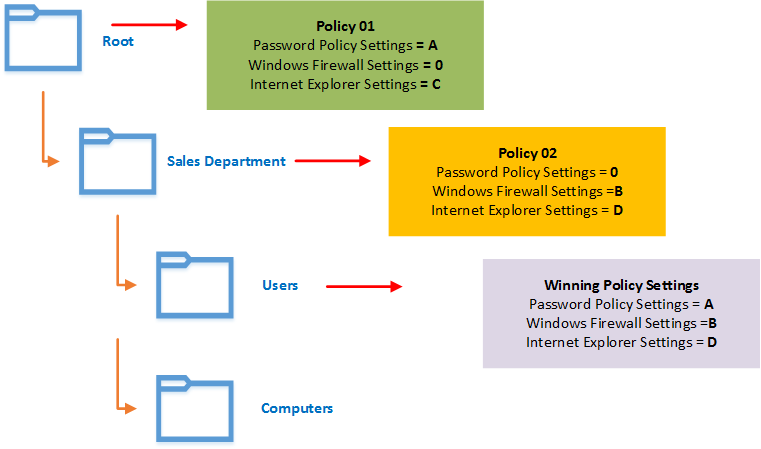 Root
Policy 01
Password Policy Settings = A
Windows Firewall Settings = 0
Internet Explorer Settings = C
Sales Department
Policy 02
Password Policy Settings = 0
Windows Firewall Settings =B
Internet Explorer Settings = D
Users
Winning Policy Settings
Password Policy Settings = A
Windows Firewall Settings =B
Internet Explorer Settings = D
Computers